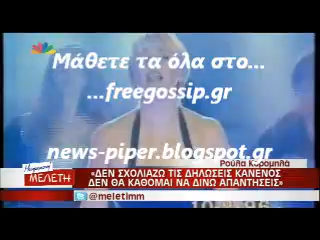 Μάθετε τα όλα στο...
...freegossip.gr
news-piper.blogspot.gr
Ρούλα Κορομηλά
ΜΕΛΕΤΗ
«ΔΕΝ ΣΧΟΛΙΑΖΩ ΤΙΣ ΔΗΛΩΣΕΙΣ ΚΑΝΕΝΟΣ
ΔΕΝ ΘΑ ΚΑΘΟΜΑΙ ΝΑ ΔΙΝΩ ΑΠΑΝΤΗΣΕΙΣ»
@meletimm